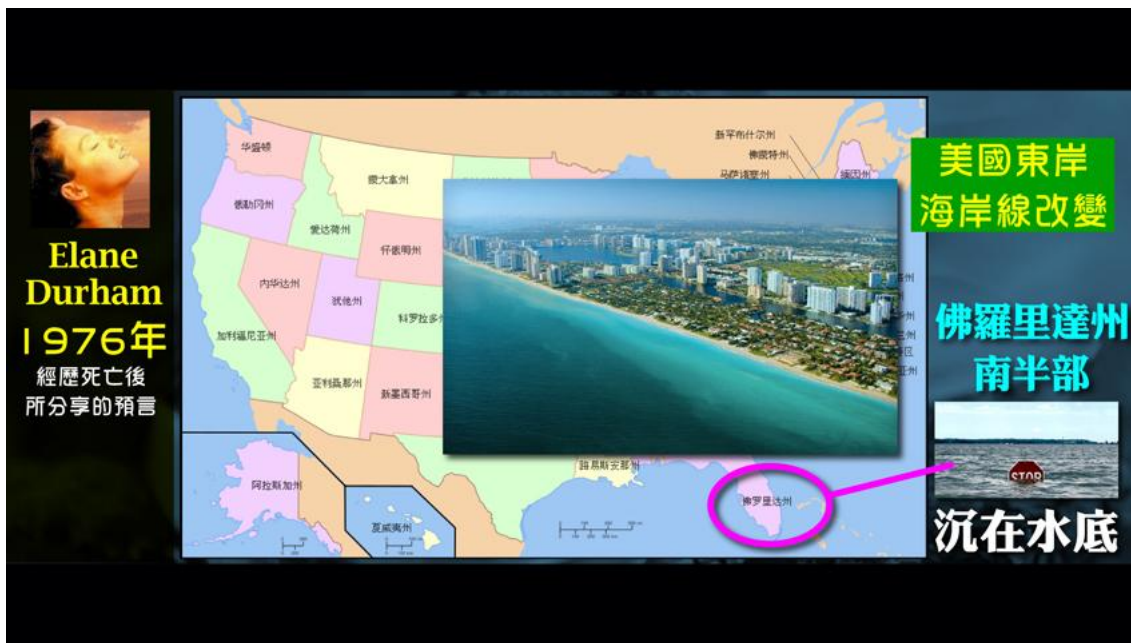 Elane
Durham
1976年
經歷死亡後
所分享的預言
华盛顿
俄勒冈州
加利福尼亚州
内华达州
爱达荷州
蒙大拿州
怀俄明州
犹他州
科罗拉多
亚利桑那州
新墨西哥州
阿拉斯加州
夏威夷州
路易斯安那州
佛罗里达州
新罕布什尔州
佛蒙特州
马萨诸塞州
缅因州
美國東岸
海岸線改變
佛羅里達州
南半部
STOP
沉在水底